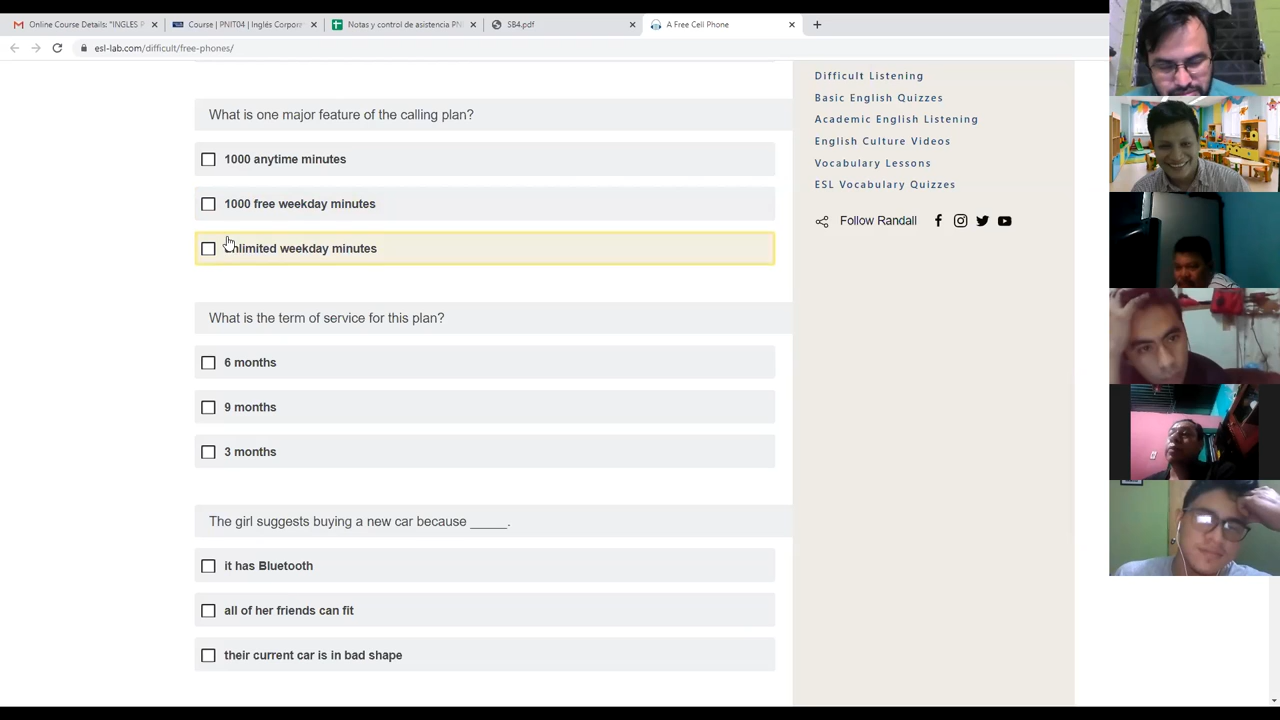 Online Course Details: "INGLES P
Course | PNIT04 | Inglés Corpor
Notas y control de asistencia PN
SB4.pdf
A Free Cell Phone
esl-lab.com/difficult/free-phones/
What is one major feature of the calling plan?
1000 anytime minutes
1000 free weekday minutes
unlimited weekday minutes
What is the term of service for this plan?
6 months
9 months
3 months
The girl suggests buying a new car because _____.
it has Bluetooth
all of her friends can fit
their current car is in bad shape
Difficult Listening
Basic English Quizzes
Academic English Listening
English Culture Videos
Vocabulary Lessons
ESL Vocabulary Quizzes
Follow Randall